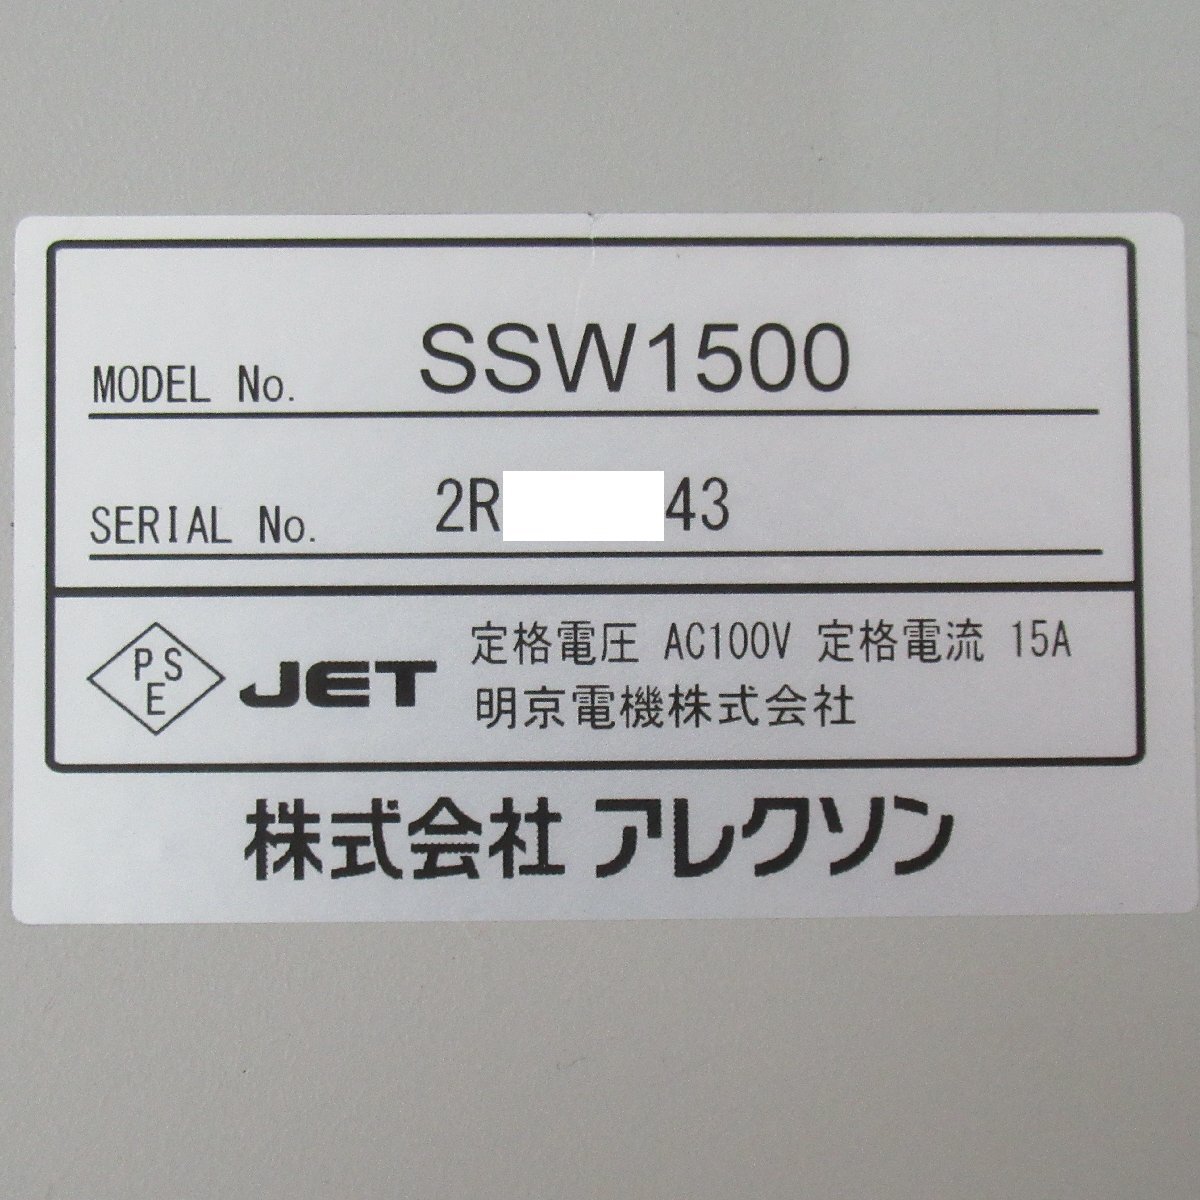 MODEL No. SSW1500
SERIAL No. 2R 43
PSE JET 定格電圧 AC100V 定格電流 15A
明京電機株式会社
株式会社 アレクソン